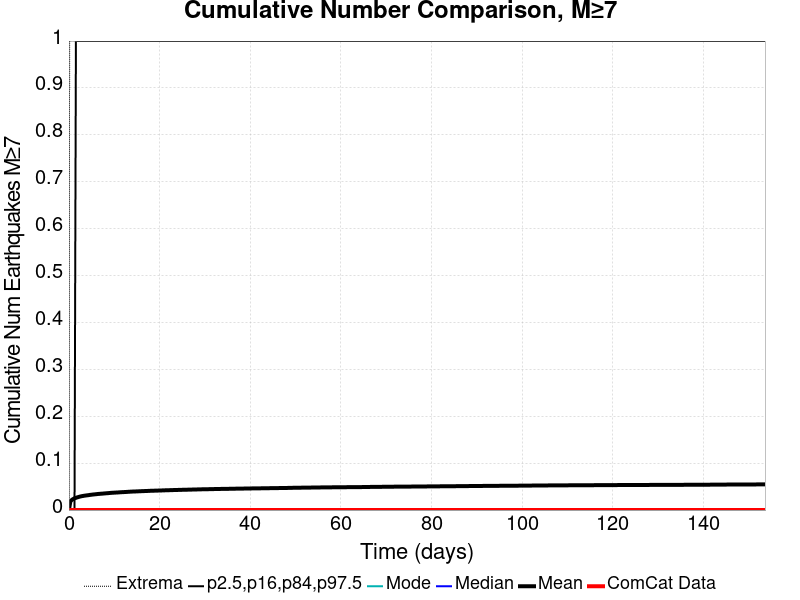 Cumulative Number Comparison, M≥7
Cumulative Num Earthquakes M≥7
1
0.9
0.8
0.7
0.6
0.5
0.4
0.3
0.2
0.1
0
0 20 40 60 80 100 120 140
Time (days)
Extrema p2.5,p16,p84,p97.5 Mode Median Mean ComCat Data